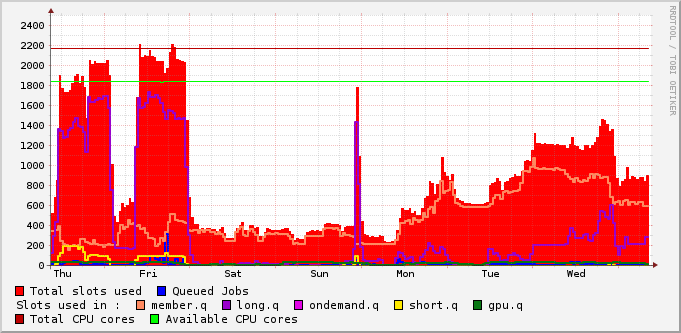 2400
2200
2000
1800
1600
1400
1200
1000
800
600
400
200
0
Thu Fri Sat Sun Mon Tue Wed
Total slots used Queued Jobs
Slots used in : member.q long.q ondemand.q short.q gpu.q
Total CPU cores Available CPU cores
RRDTOOL / TOBI OETIKER